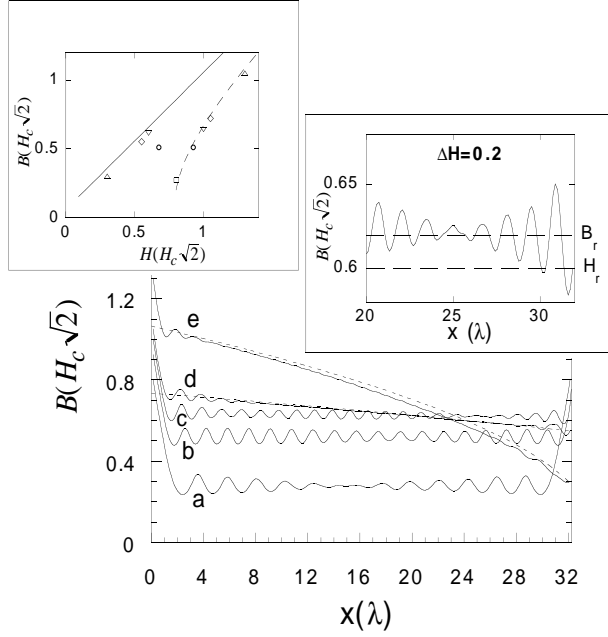 B(H_c√2)
1
0.5
0
0
0.5
1
H(H_c√2)
ΔH=0.2
B(H_c√2)
0.65
0.6
B_r
H_r
20
25
30
x (λ)
B(H_c√2)
1.2
0.8
0.4
0
e
d
c
b
a
0
4
8
12
16
20
24
28
32
x(λ)